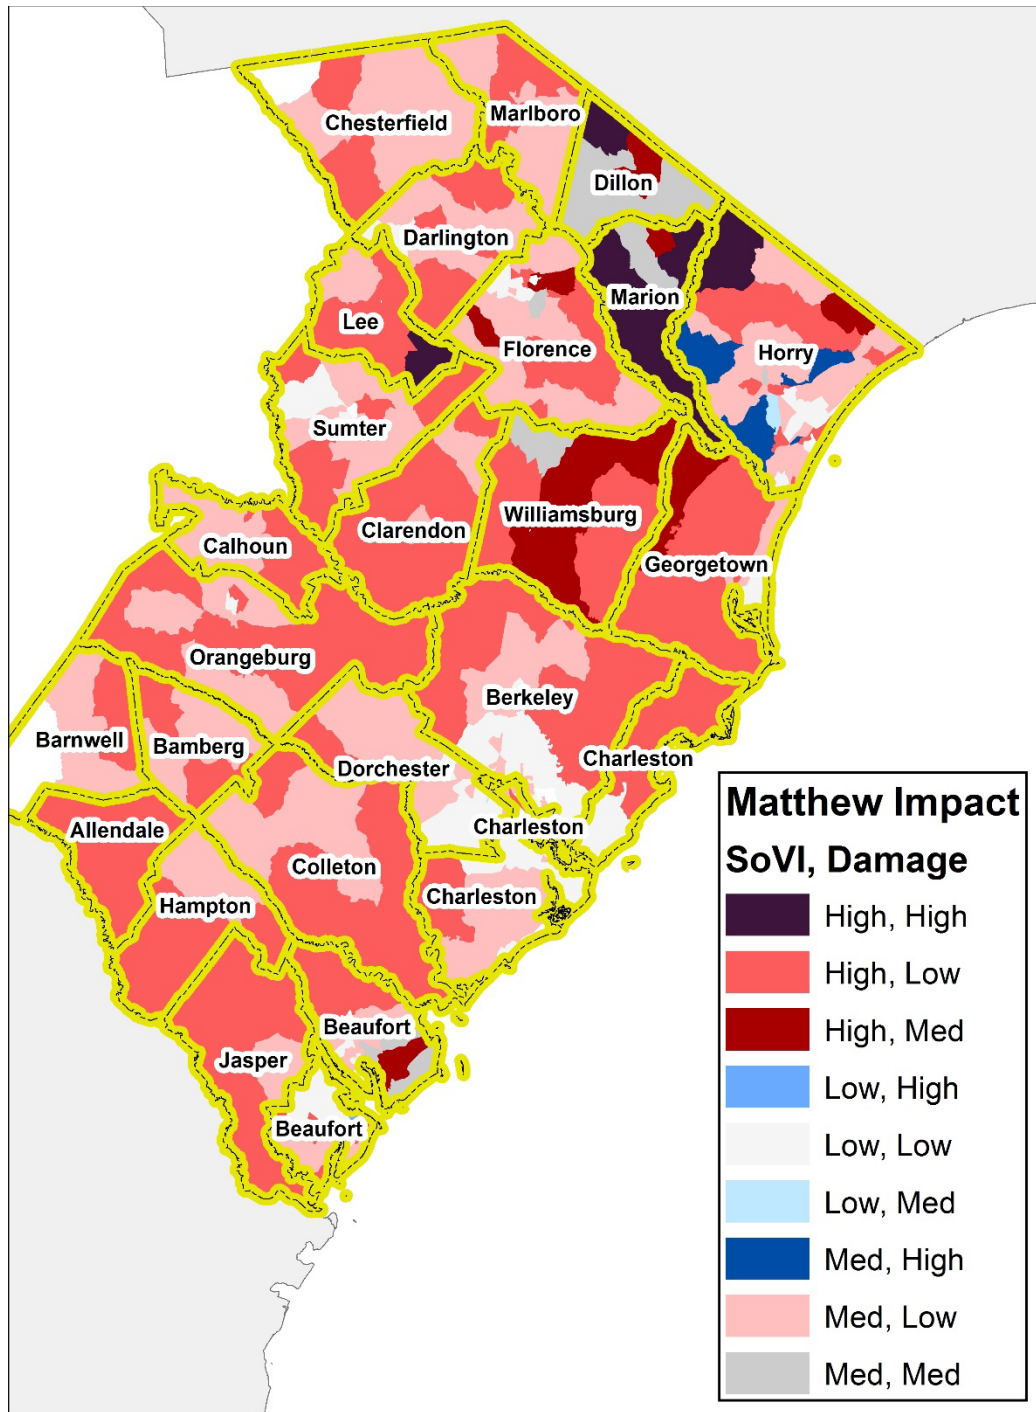 Marlboro
Chesterfield
Dillon
Darlington
Marion
Lee
Florence
Horry
Sumter
Williamsburg
Clarendon
Calhoun
Georgetown
Orangeburg
Berkeley
Barnwell
Bamberg
Charleston
Dorchester
Charleston
Allendale
Colleton
Charleston
Hampton
Beaufort
Jasper
Beaufort
Matthew Impact
SoVI, Damage
High, High
High, Low
High, Med
Low, High
Low, Low
Low, Med
Med, High
Med, Low
Med, Med